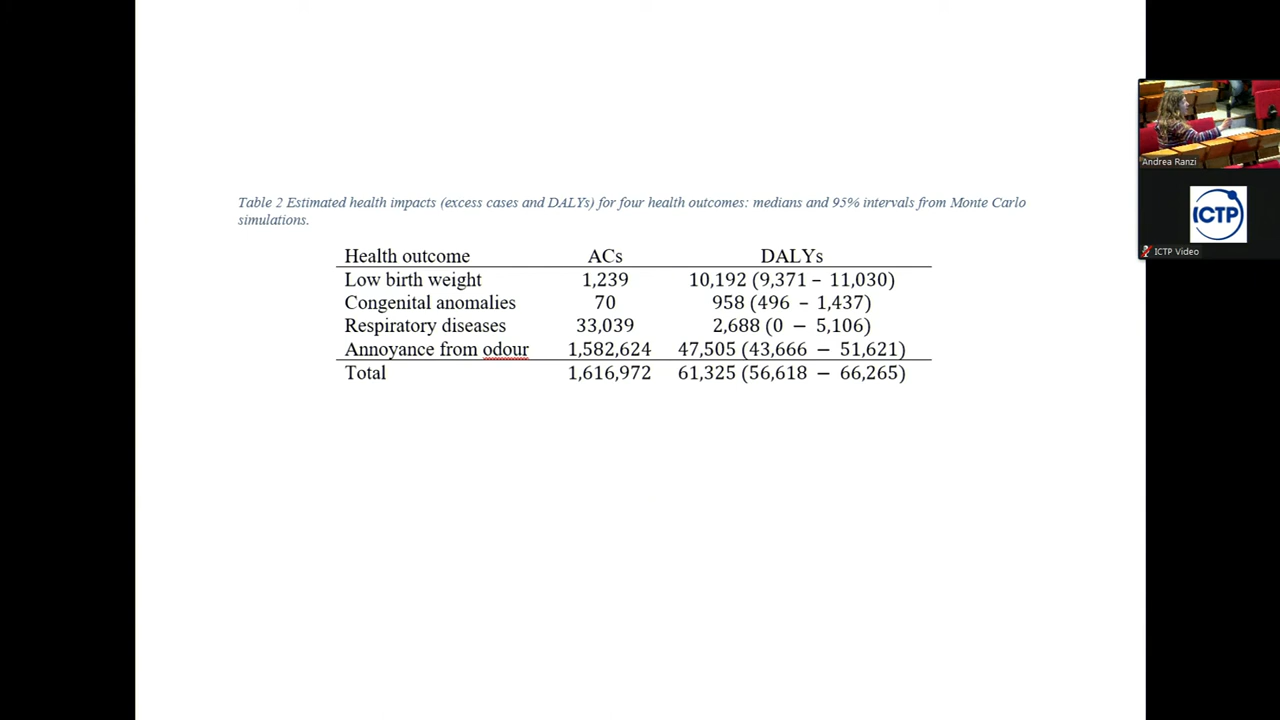 Table 2 Estimated health impacts (excess cases and DALYs) for four health outcomes: medians and 95% intervals from Monte Carlo
simulations.
Health outcome ACs DALYs
Low birth weight 1,239 10,192 (9,371 – 11,030)
Congenital anomalies 70 958 (496 – 1,437)
Respiratory diseases 33,039 2,688 (0 – 5,106)
Annoyance from odour 1,582,624 47,505 (43,666 – 51,621)
Total 1,616,972 61,325 (56,618 – 66,265)
Andrea Ranzi
ICTP
ICTP Video